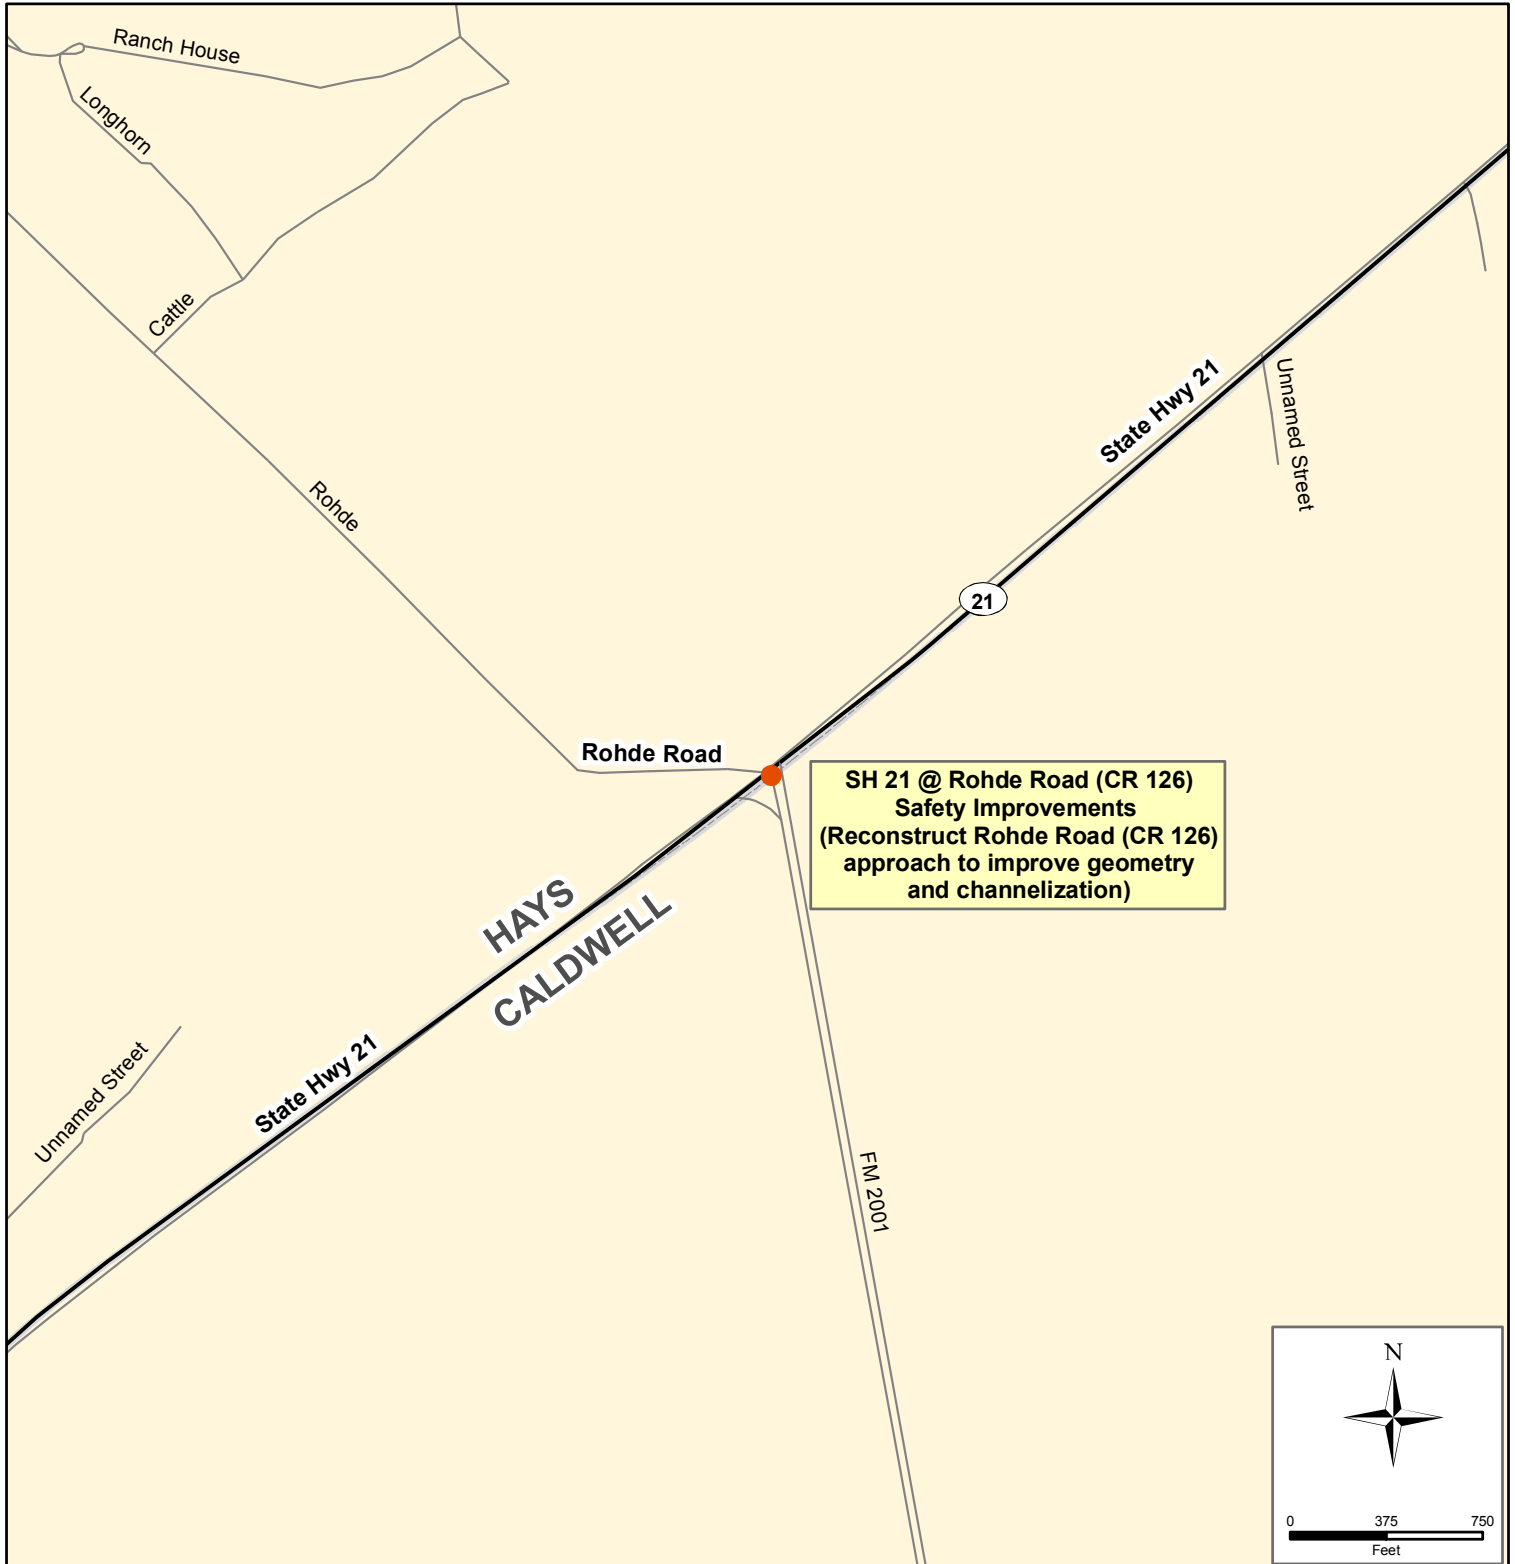 Ranch House
Longhorn
Cattle
Rohde
State Hwy 21
Unnamed Street
21
Rohde Road
SH 21 @ Rohde Road (CR 126)
Safety Improvements
(Reconstruct Rohde Road (CR 126)
approach to improve geometry
and channelization)
HAYS
CALDWELL
State Hwy 21
Unnamed Street
FM 2001
N
0 375 750
Feet